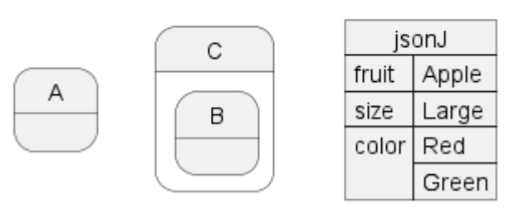 A
C
B
jsonJ
fruit Apple
size Large
color Red
Green